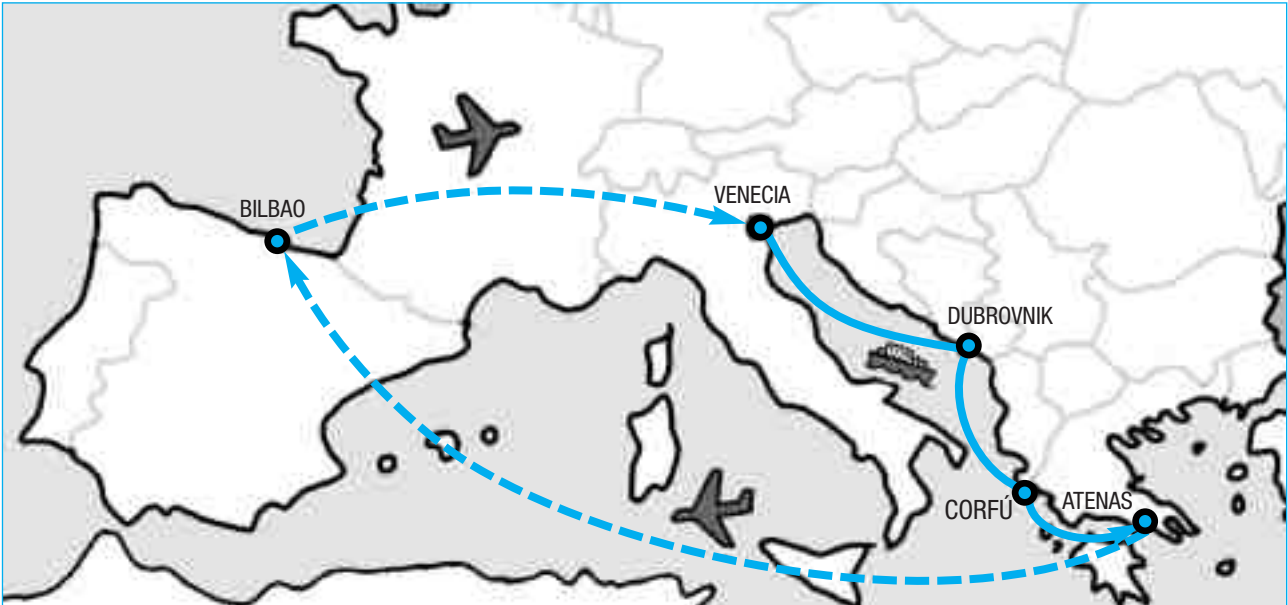 VENECIA
BILBAO
DUBROVNIK
ATENAS
CORFÚ